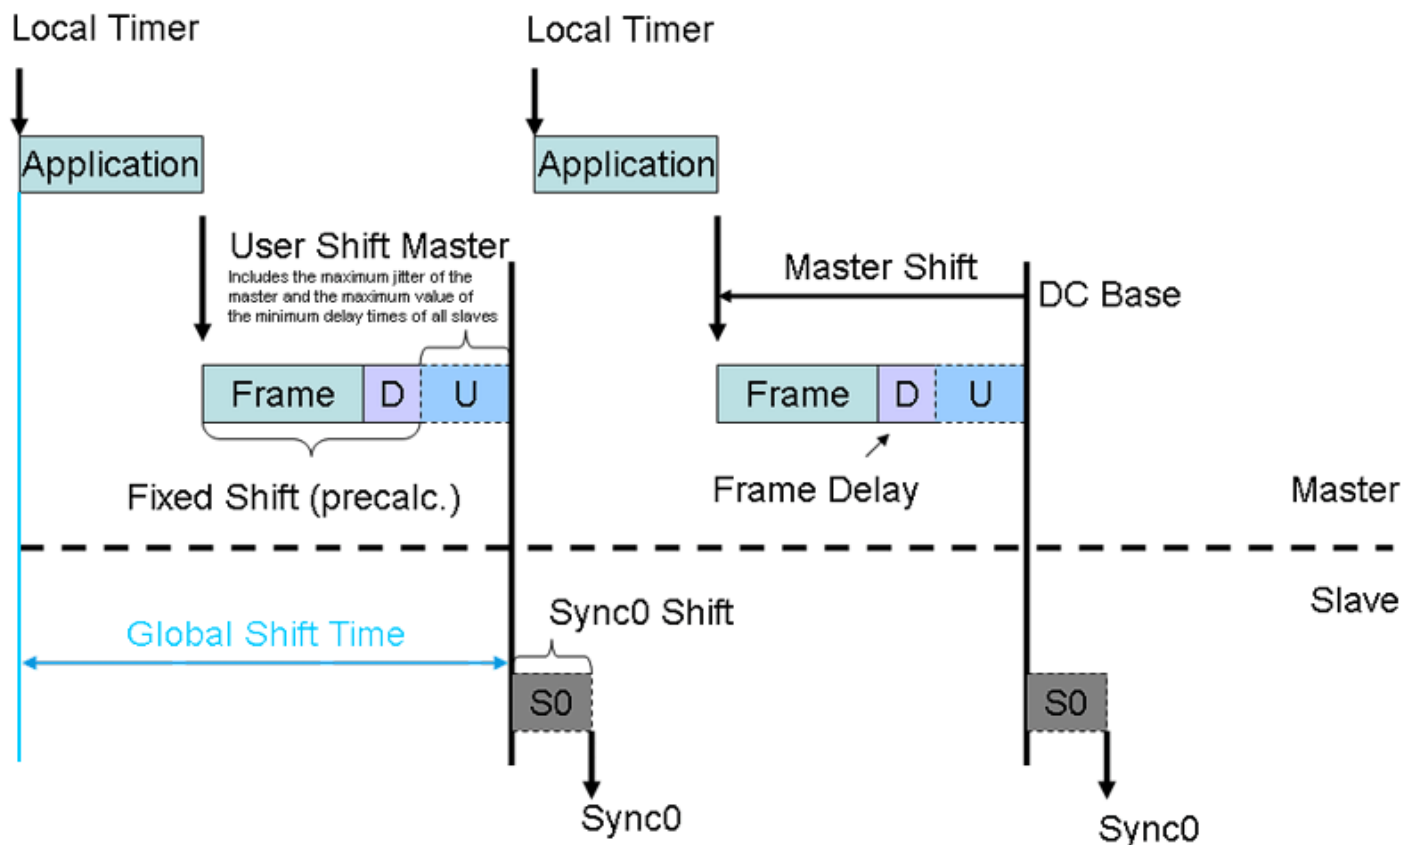 Local Timer
Local Timer
Application
Application
User Shift Master
Includes the maximum jitter of the
master and the maximum value of
the minimum delay times of all slaves
Master Shift
DC Base
Frame D U
Frame D U
Fixed Shift (precalc.)
Frame Delay
Master
Slave
Sync0 Shift
Global Shift Time
S0
S0
Sync0
Sync0